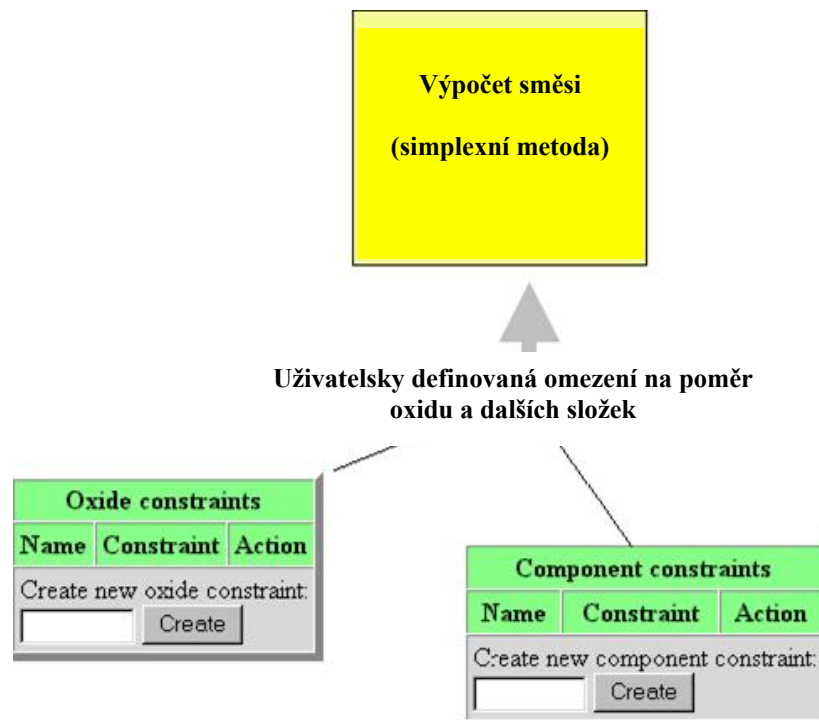 Výpočet směsi
(simplexní metoda)
Uživatelsky definovaná omezení na poměr
oxidu a dalších složek
Oxide constraints
Name Constraint Action
Create new oxide constraint:
Create
Component constraints
Name Constraint Action
Create new component constraint:
Create